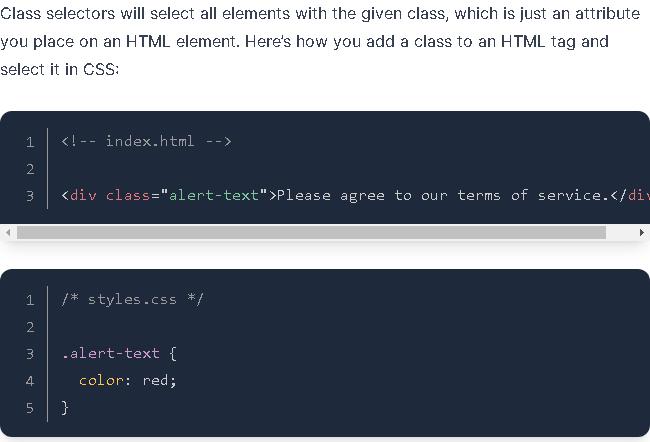 Class selectors will select all elements with the given class, which is just an attribute
you place on an HTML element. Here’s how you add a class to an HTML tag and
select it in CSS:
1 <!-- index.html -->
2
3 <div class="alert-text">Please agree to our terms of service.</div
1 /* styles.css */
2
3 .alert-text {
4   color: red;
5 }